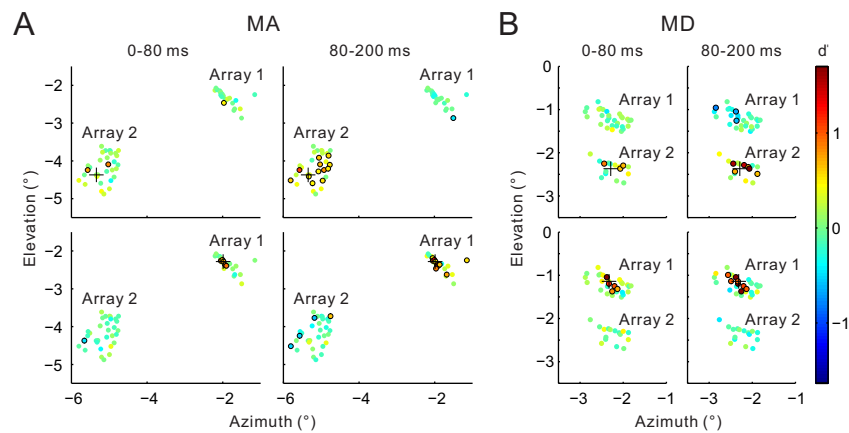 A
MA
B
MD
0-80 ms
80-200 ms
0-80 ms
80-200 ms
d'
Array 1
Array 2
Array 1
Array 2
Array 1
Array 2
Array 1
Array 2
−2
−3
−4
−5
0
−1
−2
−3
1
0
−1
Elevation (°)
Elevation (°)
Array 1
Array 2
Array 1
Array 2
Array 1
Array 2
Array 1
Array 2
−2
−3
−4
−5
0
−1
−2
−3
−6 −4 −2 −6 −4 −2
−3 −2 −1 −3 −2 −1
Azimuth (°)
Azimuth (°)